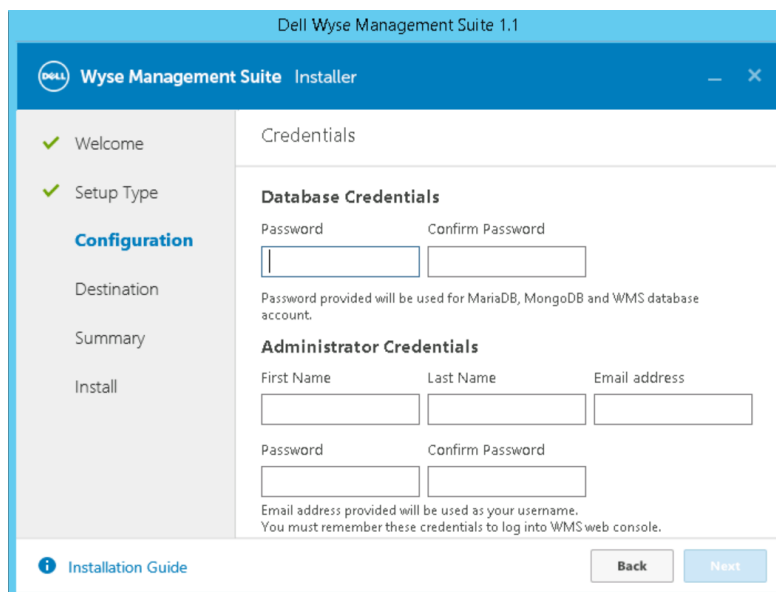 Dell Wyse Management Suite 1.1
DELL
Wyse Management Suite Installer
Welcome
Setup Type
Configuration
Destination
Summary
Install
Credentials
Database Credentials
Password Confirm Password
Password provided will be used for MariaDB, MongoDB and WMS database
account.
Administrator Credentials
First Name Last Name Email address
Password Confirm Password
Email address provided will be used as your username.
You must remember these credentials to log into WMS web console.
Installation Guide
Back Next